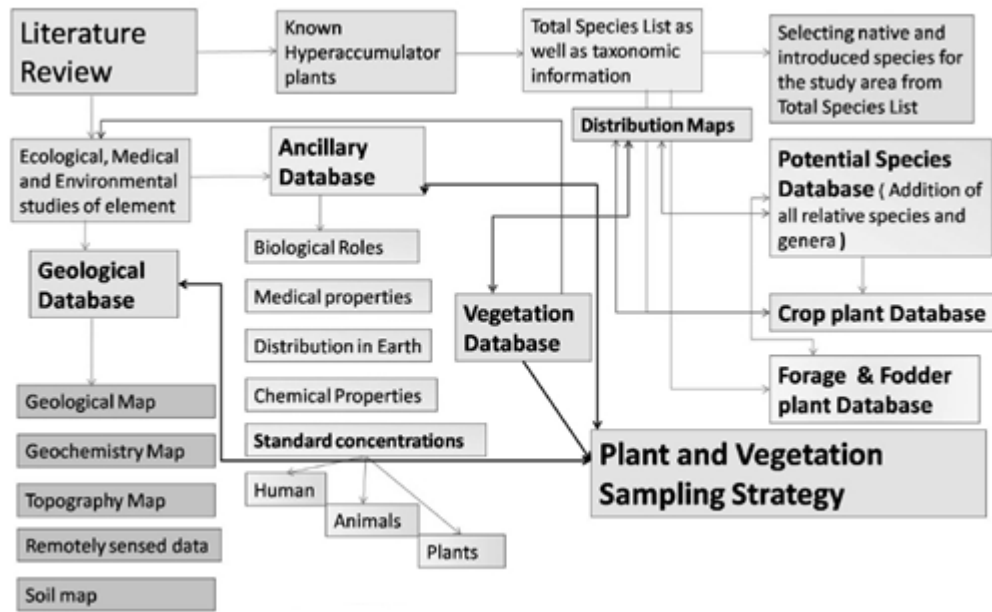 Literature
Review
Known
Hyperaccumulator
plants
Total Species List as
well as taxonomic
information
Selecting native and
introduced species for
the study area from
Total Species List
Distribution Maps
Ecological, Medical
and Environmental
studies of element
Ancillary
Database
Potential Species
Database ( Addition of
all relative species and
genera )
Biological Roles
Geological
Database
Medical properties
Vegetation
Database
Crop plant Database
Distribution in Earth
Forage & Fodder
plant Database
Chemical Properties
Geological Map
Standard concentrations
Geochemistry Map
Plant and Vegetation
Sampling Strategy
Human
Topography Map
Animals
Remotely sensed data
Plants
Soil map